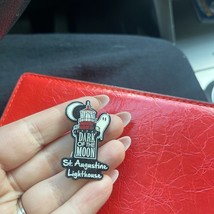 DARK
OF THE
MOON
St. Augustine
Lighthouse